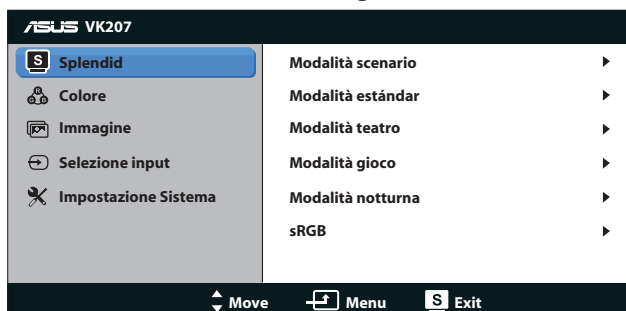 ASUS VK207
S Splendid
Colore
Immagine
Selezione input
Impostazione Sistema
Modalità scenario
Modalità estándar
Modalità teatro
Modalità gioco
Modalità notturna
sRGB
Move Menu S Exit